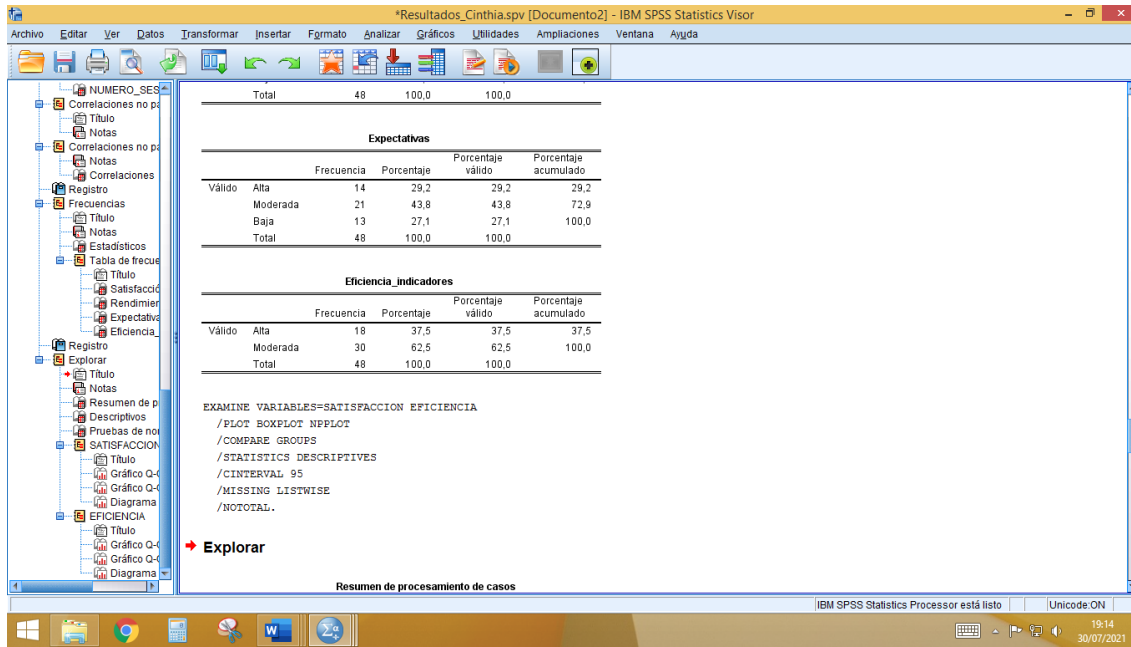 *Resultados_Cinthia.spv [Documento2] - IBM SPSS Statistics Visor
Archivo Editar Ver Datos Transformar Insertar Formato Analizar Gráficos Utilidades Ampliaciones Ventana Ayuda
NUMERO_SES
Correlaciones no pa
Título
Notas
Correlaciones no pa
Notas
Correlaciones
Registro
Frecuencias
Título
Notas
Estadísticos
Tabla de frecue
Título
Satisfacció
Rendimier
Expectativa
Eficiencia_
Registro
Explorar
Título
Notas
Resumen de p
Descriptivos
Pruebas de nor
SATISFACCION
Título
Gráfico Q-Q
Gráfico Q-Q
Diagrama
EFICIENCIA
Título
Gráfico Q-Q
Gráfico Q-Q
Diagrama
Total 48 100,0 100,0
Expectativas
Frecuencia Porcentaje Porcentaje válido Porcentaje acumulado
Válido Alta 14 29,2 29,2 29,2
Moderada 21 43,8 43,8 72,9
Baja 13 27,1 27,1 100,0
Total 48 100,0 100,0
Eficiencia_indicadores
Frecuencia Porcentaje Porcentaje válido Porcentaje acumulado
Válido Alta 18 37,5 37,5 37,5
Moderada 30 62,5 62,5 100,0
Total 48 100,0 100,0
EXAMINE VARIABLES=SATISFACCION EFICIENCIA
/PLOT BOXPLOT NPPLOT
/COMPARE GROUPS
/STATISTICS DESCRIPTIVES
/CINTERVAL 95
/MISSING LISTWISE
/NOTOTAL.
Explorar
Resumen de procesamiento de casos
IBM SPSS Statistics Processor está listo Unicode:ON
19:14
30/07/2021